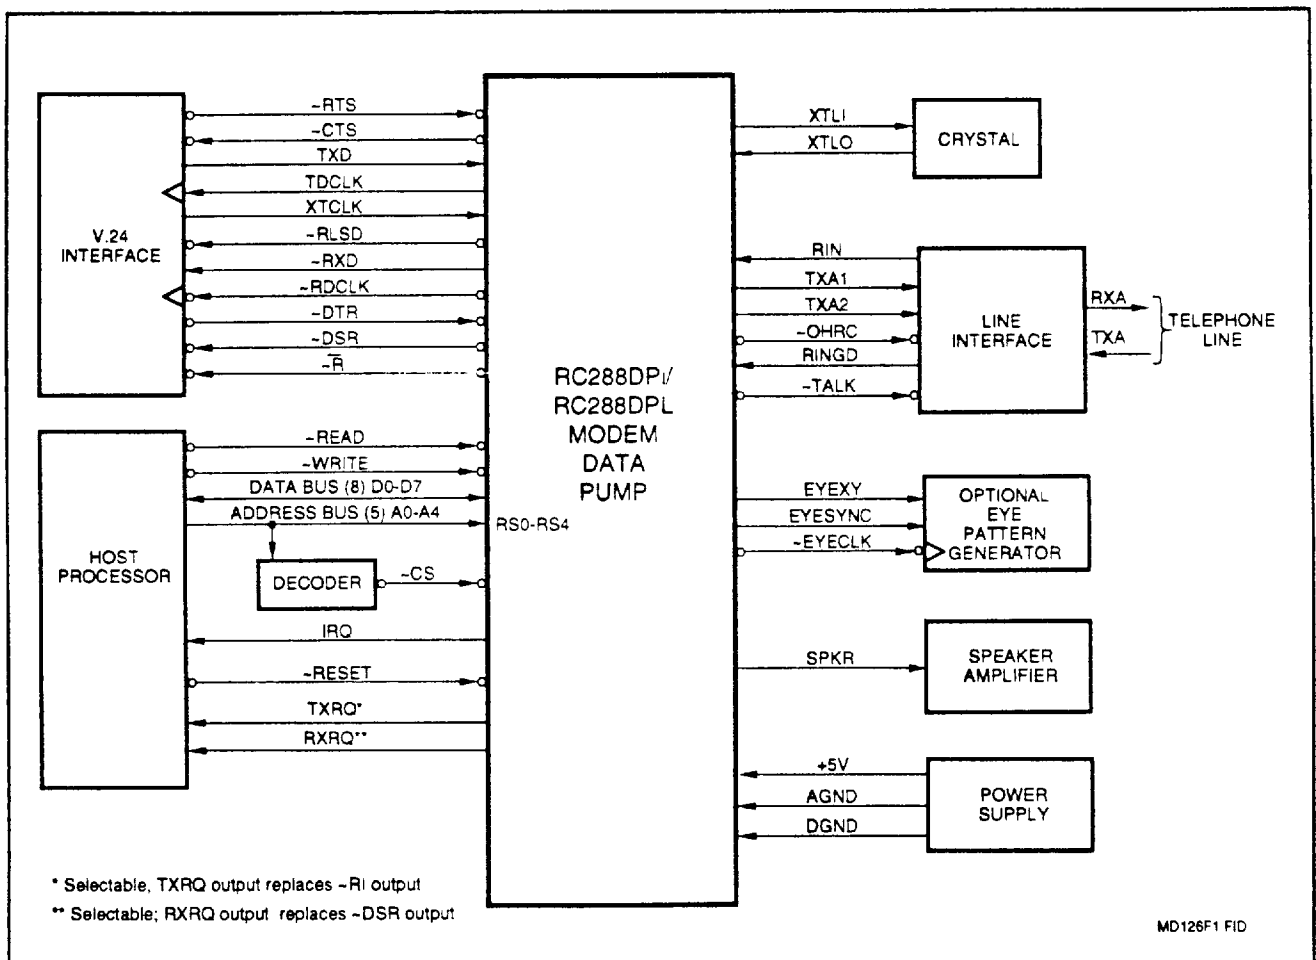 ~RTS
~CTS
TXD
TDCLK
XTCLK
~RLSD
~RXD
~RDCLK
~DTR
~DSR
~R
V.24
INTERFACE
~READ
~WRITE
DATA BUS (8) D0-D7
ADDRESS BUS (5) A0-A4
RS0-RS4
HOST
PROCESSOR
DECODER
~CS
IRQ
~RESET
TXRQ*
RXRQ**
RC288DPi/
RC288DPL
MODEM
DATA
PUMP
XTLI
XTLO
CRYSTAL
RIN
TXA1
TXA2
~OHRC
RINGD
~TALK
LINE
INTERFACE
RXA
TXA
TELEPHONE
LINE
EYEXY
EYESYNC
~EYECLK
OPTIONAL
EYE
PATTERN
GENERATOR
SPKR
SPEAKER
AMPLIFIER
+5V
AGND
DGND
POWER
SUPPLY
* Selectable, TXRQ output replaces ~RI output
** Selectable; RXRQ output replaces ~DSR output
MD126F1 FID